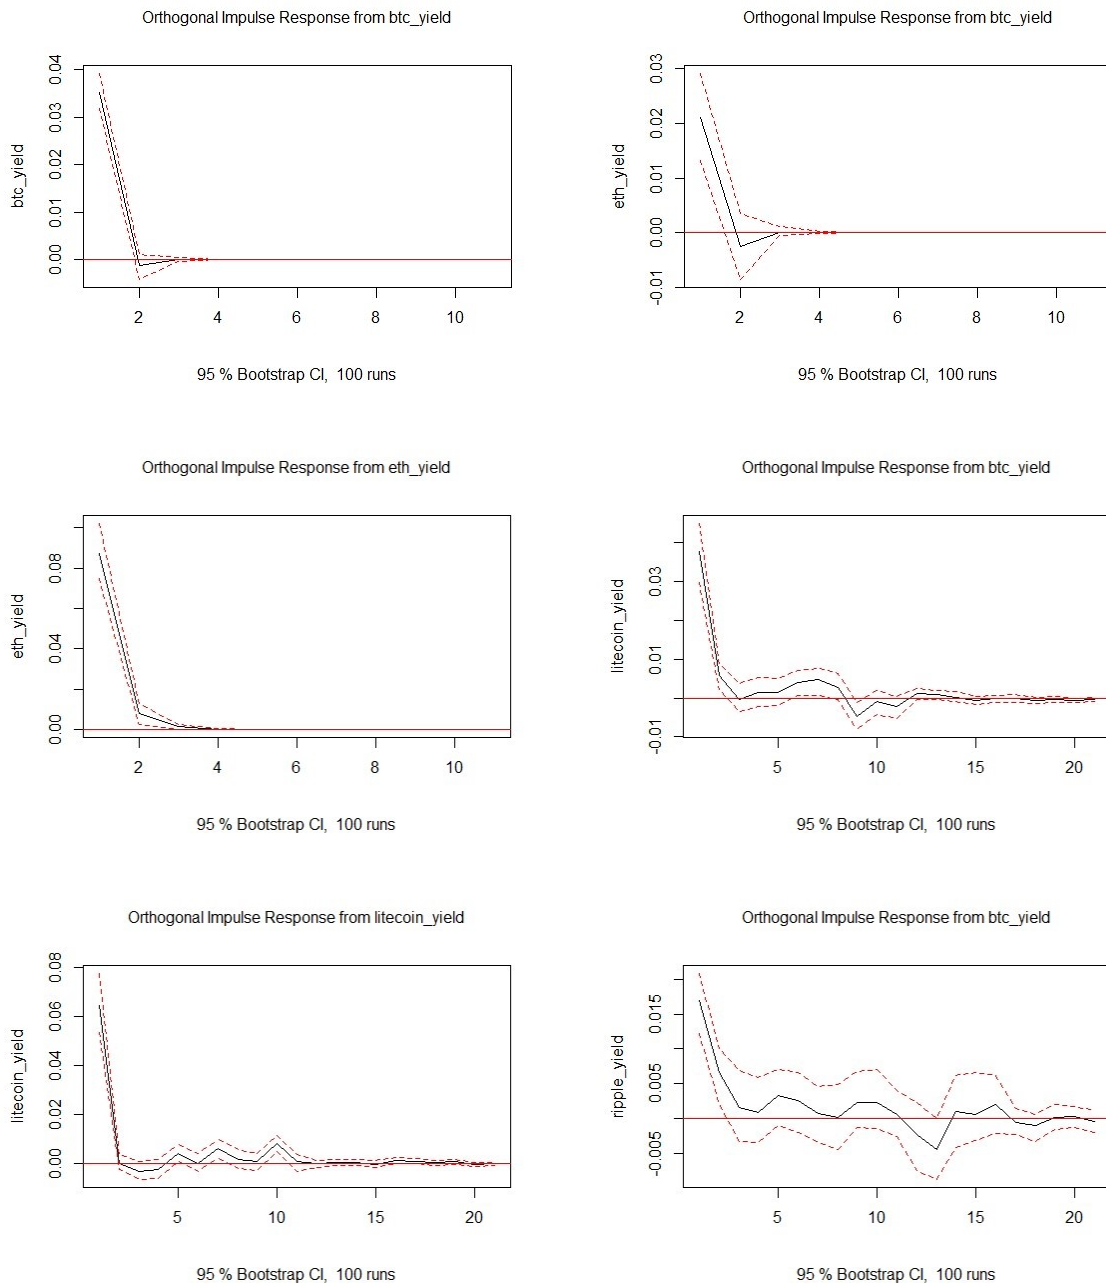 Orthogonal Impulse Response from btc_yield
btc_yield
0.04
0.03
0.02
0.01
0.00
2 4 6 8 10
95 % Bootstrap CI,  100 runs
Orthogonal Impulse Response from btc_yield
eth_yield
0.03
0.02
0.01
0.00
-0.01
2 4 6 8 10
95 % Bootstrap CI,  100 runs
Orthogonal Impulse Response from eth_yield
eth_yield
0.08
0.04
0.00
2 4 6 8 10
95 % Bootstrap CI,  100 runs
Orthogonal Impulse Response from btc_yield
litecoin_yield
0.03
0.01
-0.01
5 10 15 20
95 % Bootstrap CI,  100 runs
Orthogonal Impulse Response from litecoin_yield
litecoin_yield
0.08
0.06
0.04
0.02
0.00
5 10 15 20
95 % Bootstrap CI,  100 runs
Orthogonal Impulse Response from btc_yield
ripple_yield
0.015
0.005
-0.005
5 10 15 20
95 % Bootstrap CI,  100 runs